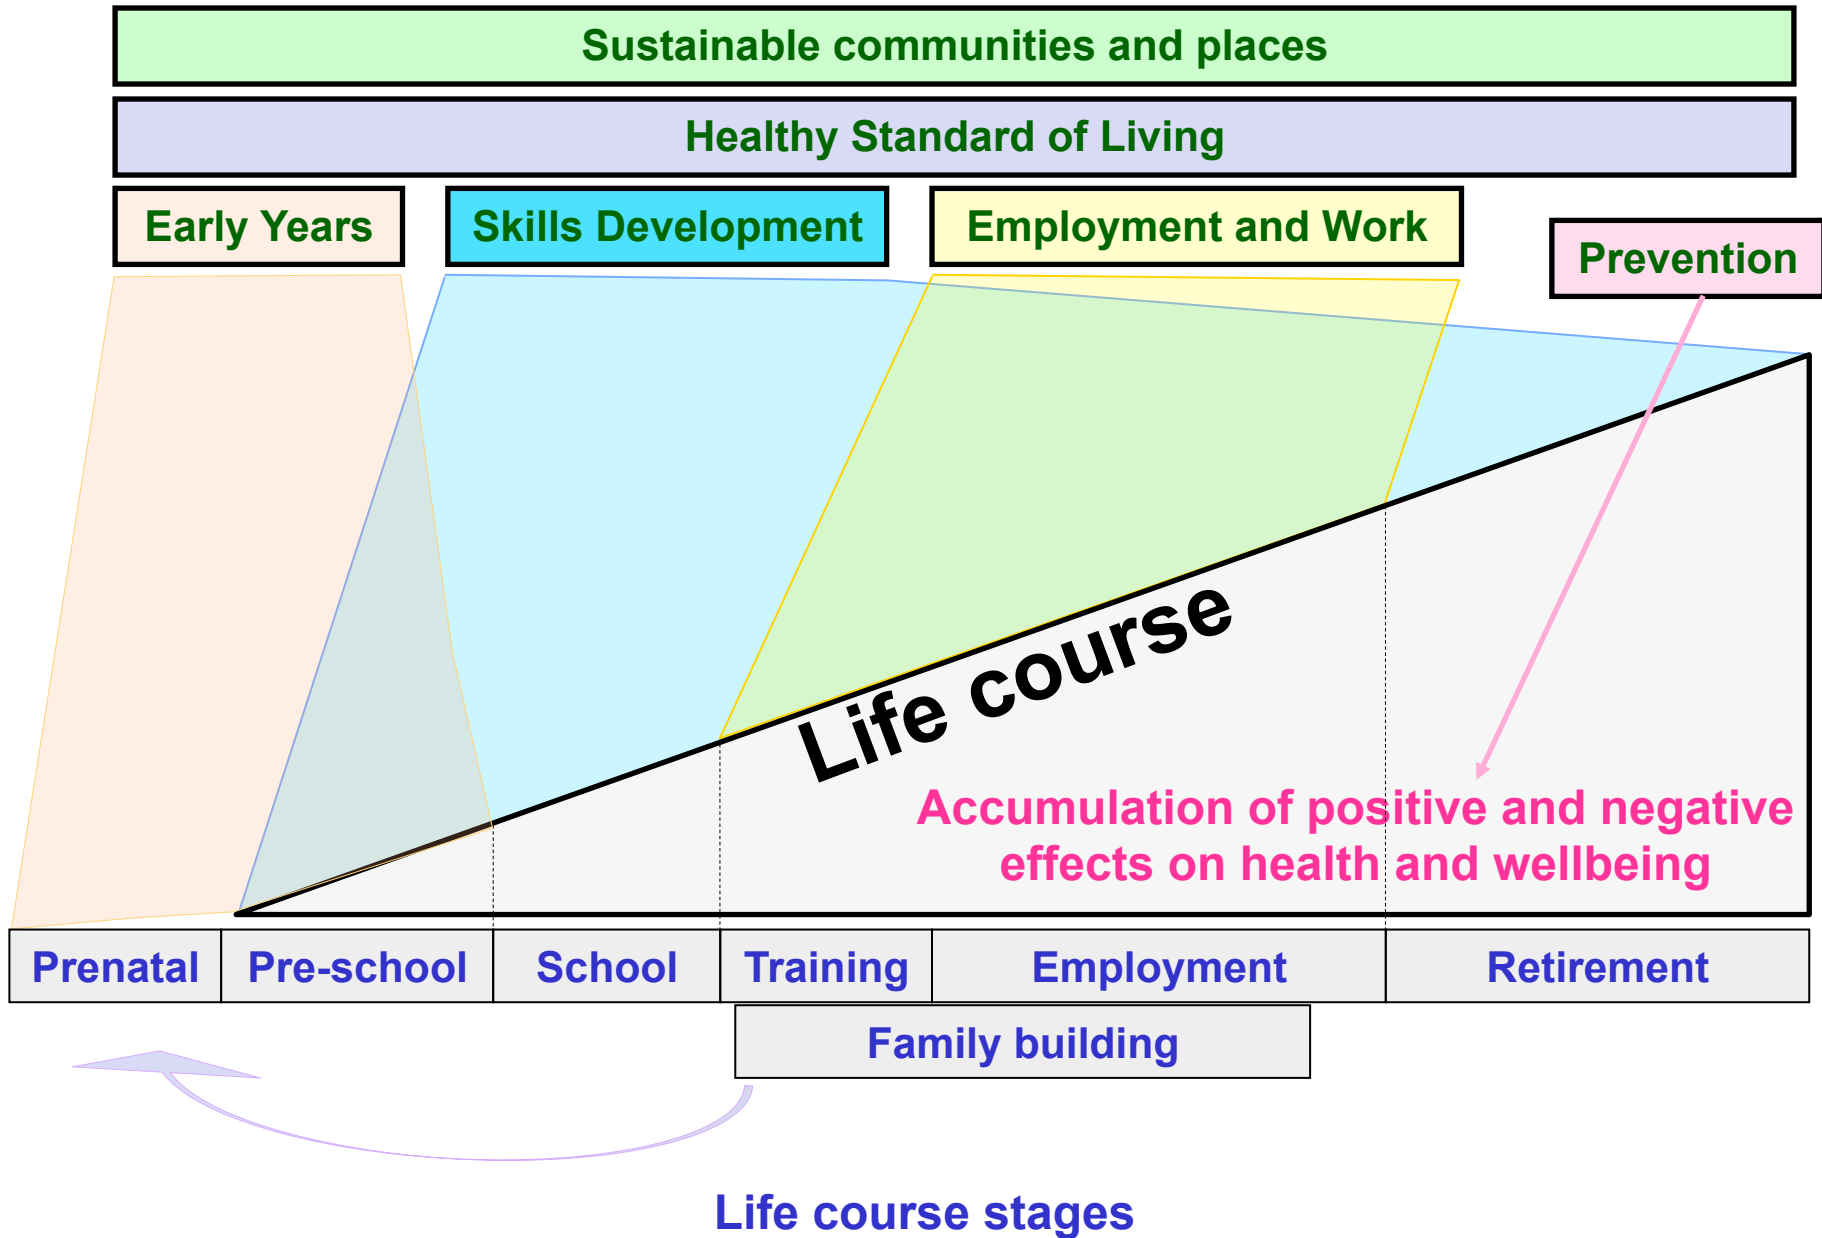 Sustainable communities and places
Healthy Standard of Living
Early Years
Skills Development
Employment and Work
Prevention
Life course
Accumulation of positive and negative
effects on health and wellbeing
Prenatal
Pre-school
School
Training
Employment
Retirement
Family building
Life course stages